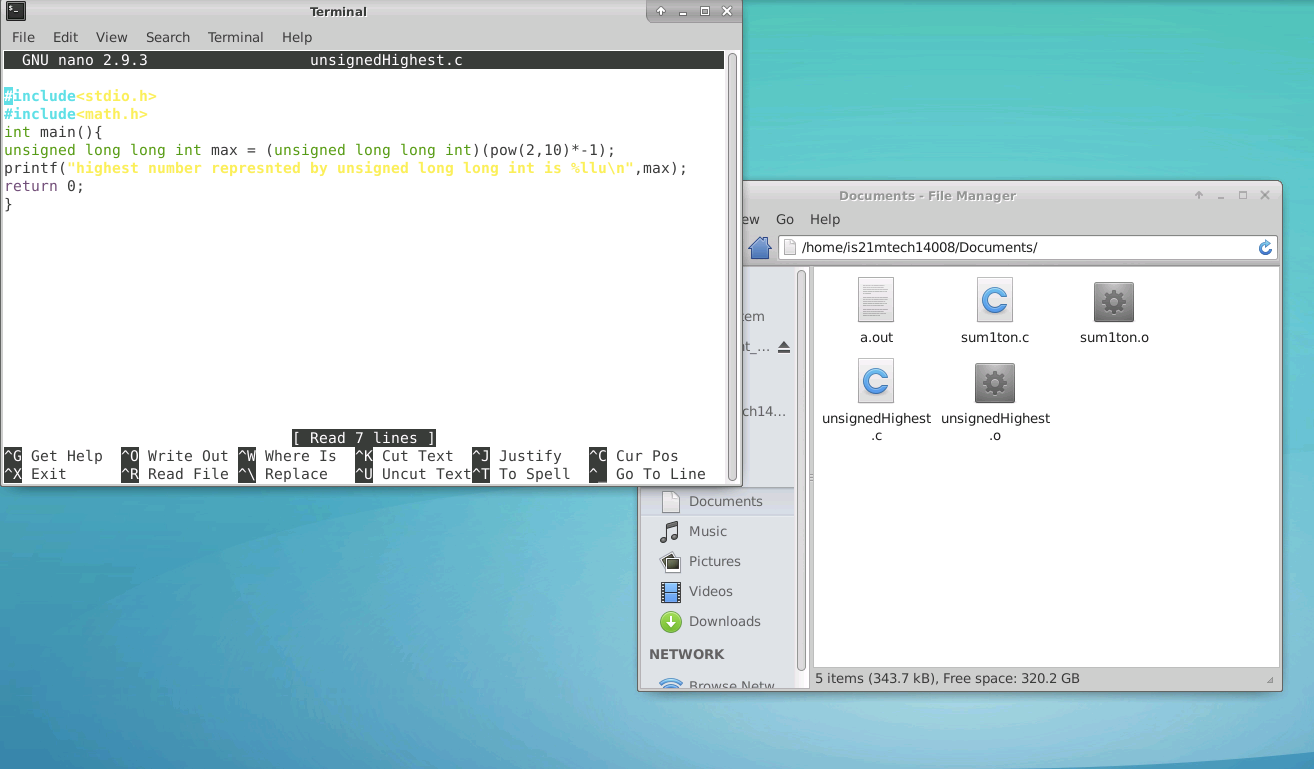 Terminal
File Edit View Search Terminal Help
GNU nano 2.9.3 unsignedHighest.c
#include<stdio.h>
#include<math.h>
int main(){
unsigned long long int max = (unsigned long long int)(pow(2,10)*-1);
printf("highest number represnted by unsigned long long int is %llu\n",max);
return 0;
}
[ Read 7 lines ]
^G Get Help ^O Write Out ^W Where Is ^K Cut Text ^J Justify ^C Cur Pos
^X Exit ^R Read File ^\ Replace ^U Uncut Text ^T To Spell ^_ Go To Line
Documents - File Manager
ew Go Help
/home/is21mtech14008/Documents/
tem
at_...
ch14...
Documents
Music
Pictures
Videos
Downloads
NETWORK
Browse Netw
a.out sum1ton.c sum1ton.o
unsignedHighest unsignedHighest
.c .o
5 items (343.7 kB), Free space: 320.2 GB